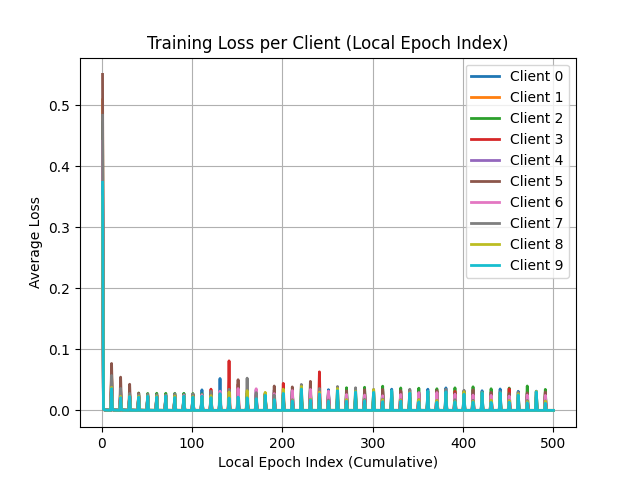 Training Loss per Client (Local Epoch Index)
Average Loss
0.5
0.4
0.3
0.2
0.1
0.0
0
100
200
300
400
500
Local Epoch Index (Cumulative)
Client 0
Client 1
Client 2
Client 3
Client 4
Client 5
Client 6
Client 7
Client 8
Client 9